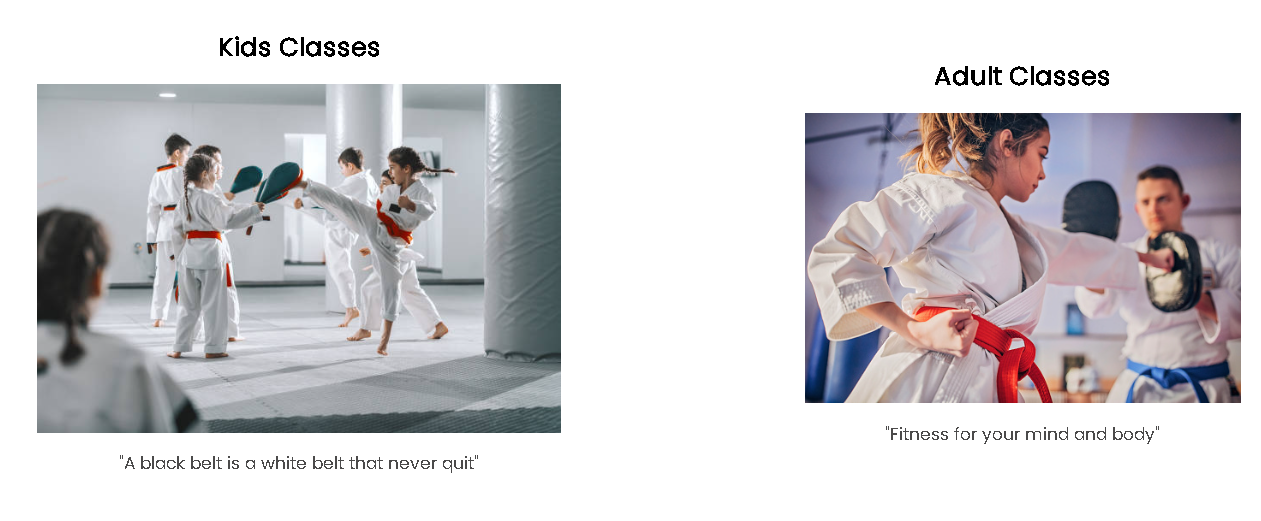 Kids Classes
"A black belt is a white belt that never quit"
Adult Classes
"Fitness for your mind and body"